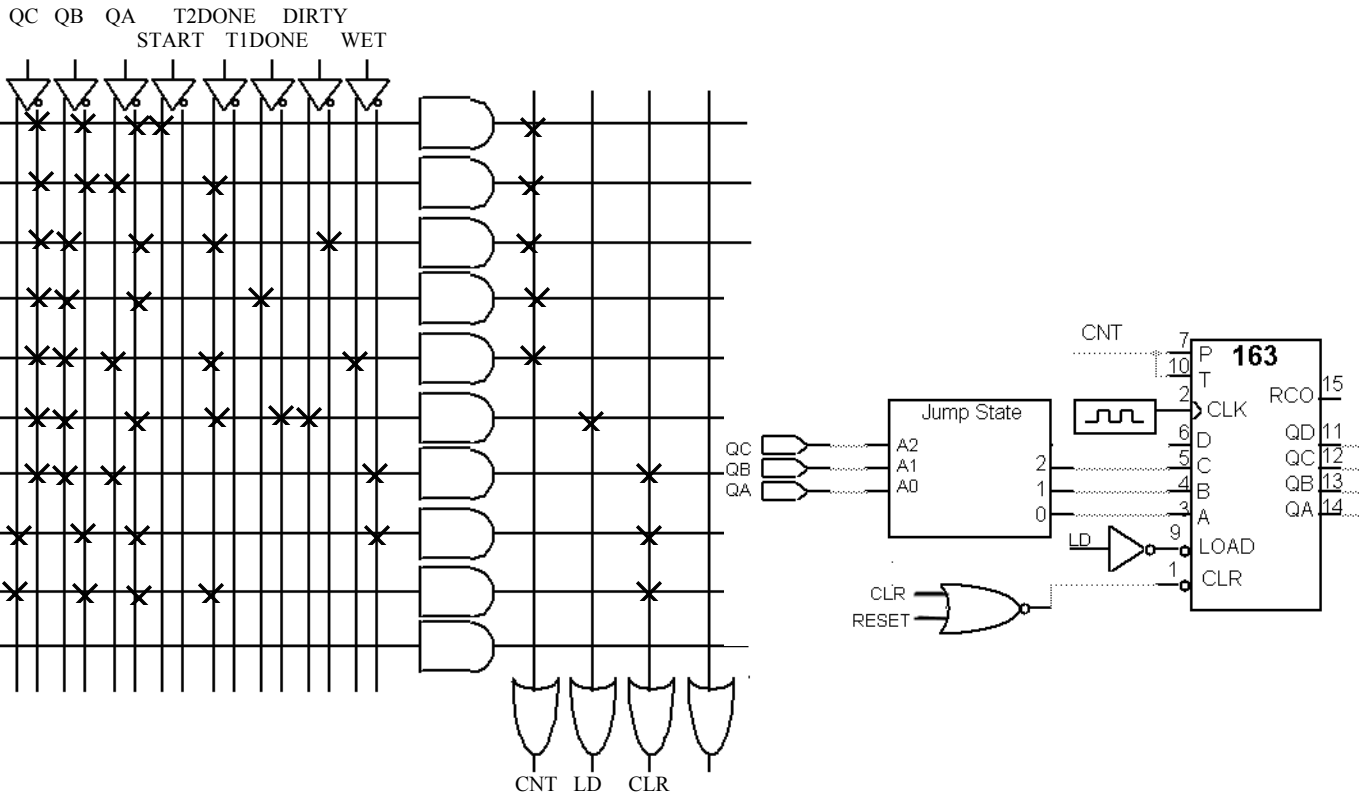 QC QB QA T2DONE DIRTY
START T1DONE WET
CNT LD CLR
QC
QB
QA
Jump State
A2
A1
A0
2
1
0
CNT
LD
CLR
RESET
163
7 P
10 T
2 CLK
6 D
5 C
4 B
3 A
9 LOAD
1 CLR
RCO 15
QD 11
QC 12
QB 13
QA 14